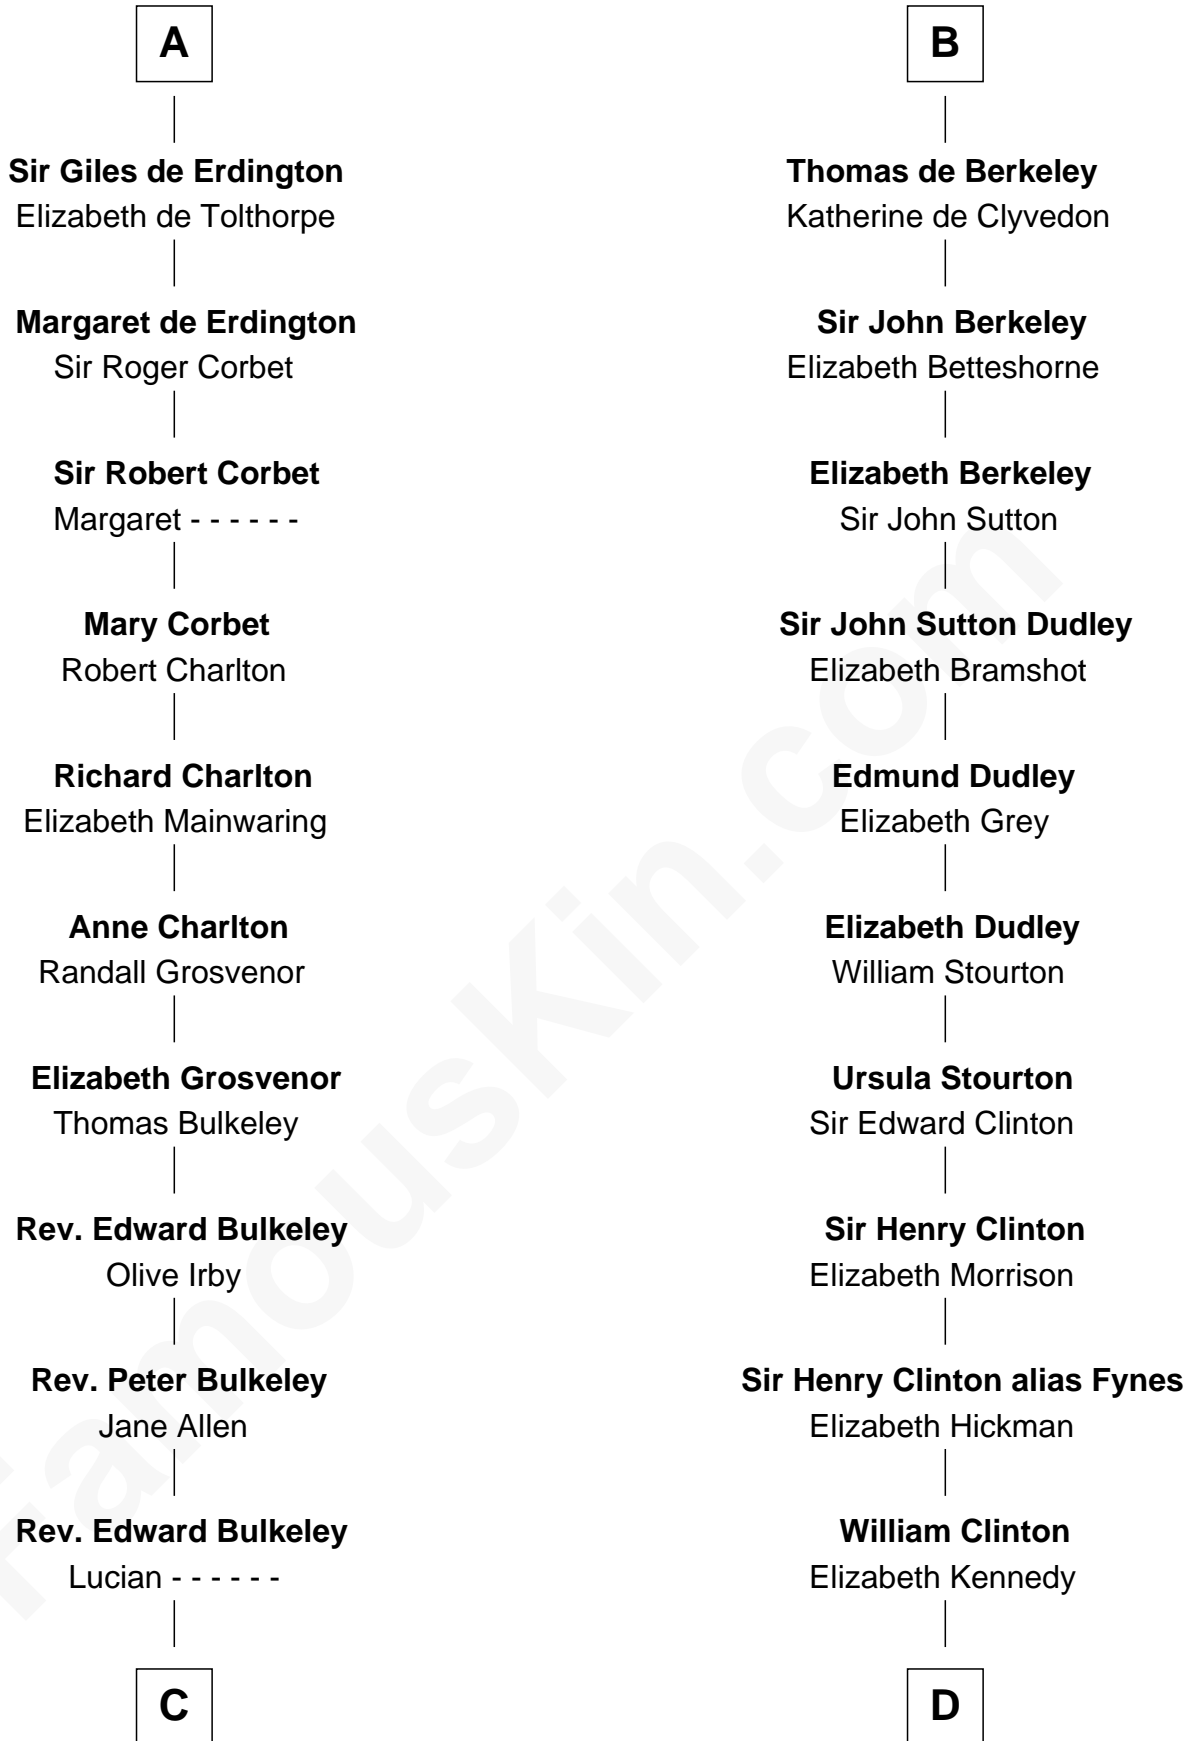 A
Sir Giles de Erdington
Elizabeth de Tolthorpe
Margaret de Erdington
Sir Roger Corbet
Sir Robert Corbet
Margaret - - - - - -
Mary Corbet
Robert Charlton
Richard Charlton
Elizabeth Mainwaring
Anne Charlton
Randall Grosvenor
Elizabeth Grosvenor
Thomas Bulkeley
Rev. Edward Bulkeley
Olive Irby
Rev. Peter Bulkeley
Jane Allen
Rev. Edward Bulkeley
Lucian - - - - - -
C
B
Thomas de Berkeley
Katherine de Clyvedon
Sir John Berkeley
Elizabeth Betteshorne
Elizabeth Berkeley
Sir John Sutton
Sir John Sutton Dudley
Elizabeth Bramshot
Edmund Dudley
Elizabeth Grey
Elizabeth Dudley
William Stourton
Ursula Stourton
Sir Edward Clinton
Sir Henry Clinton
Elizabeth Morrison
Sir Henry Clinton alias Fynes
Elizabeth Hickman
William Clinton
Elizabeth Kennedy
D
FamousKin.com